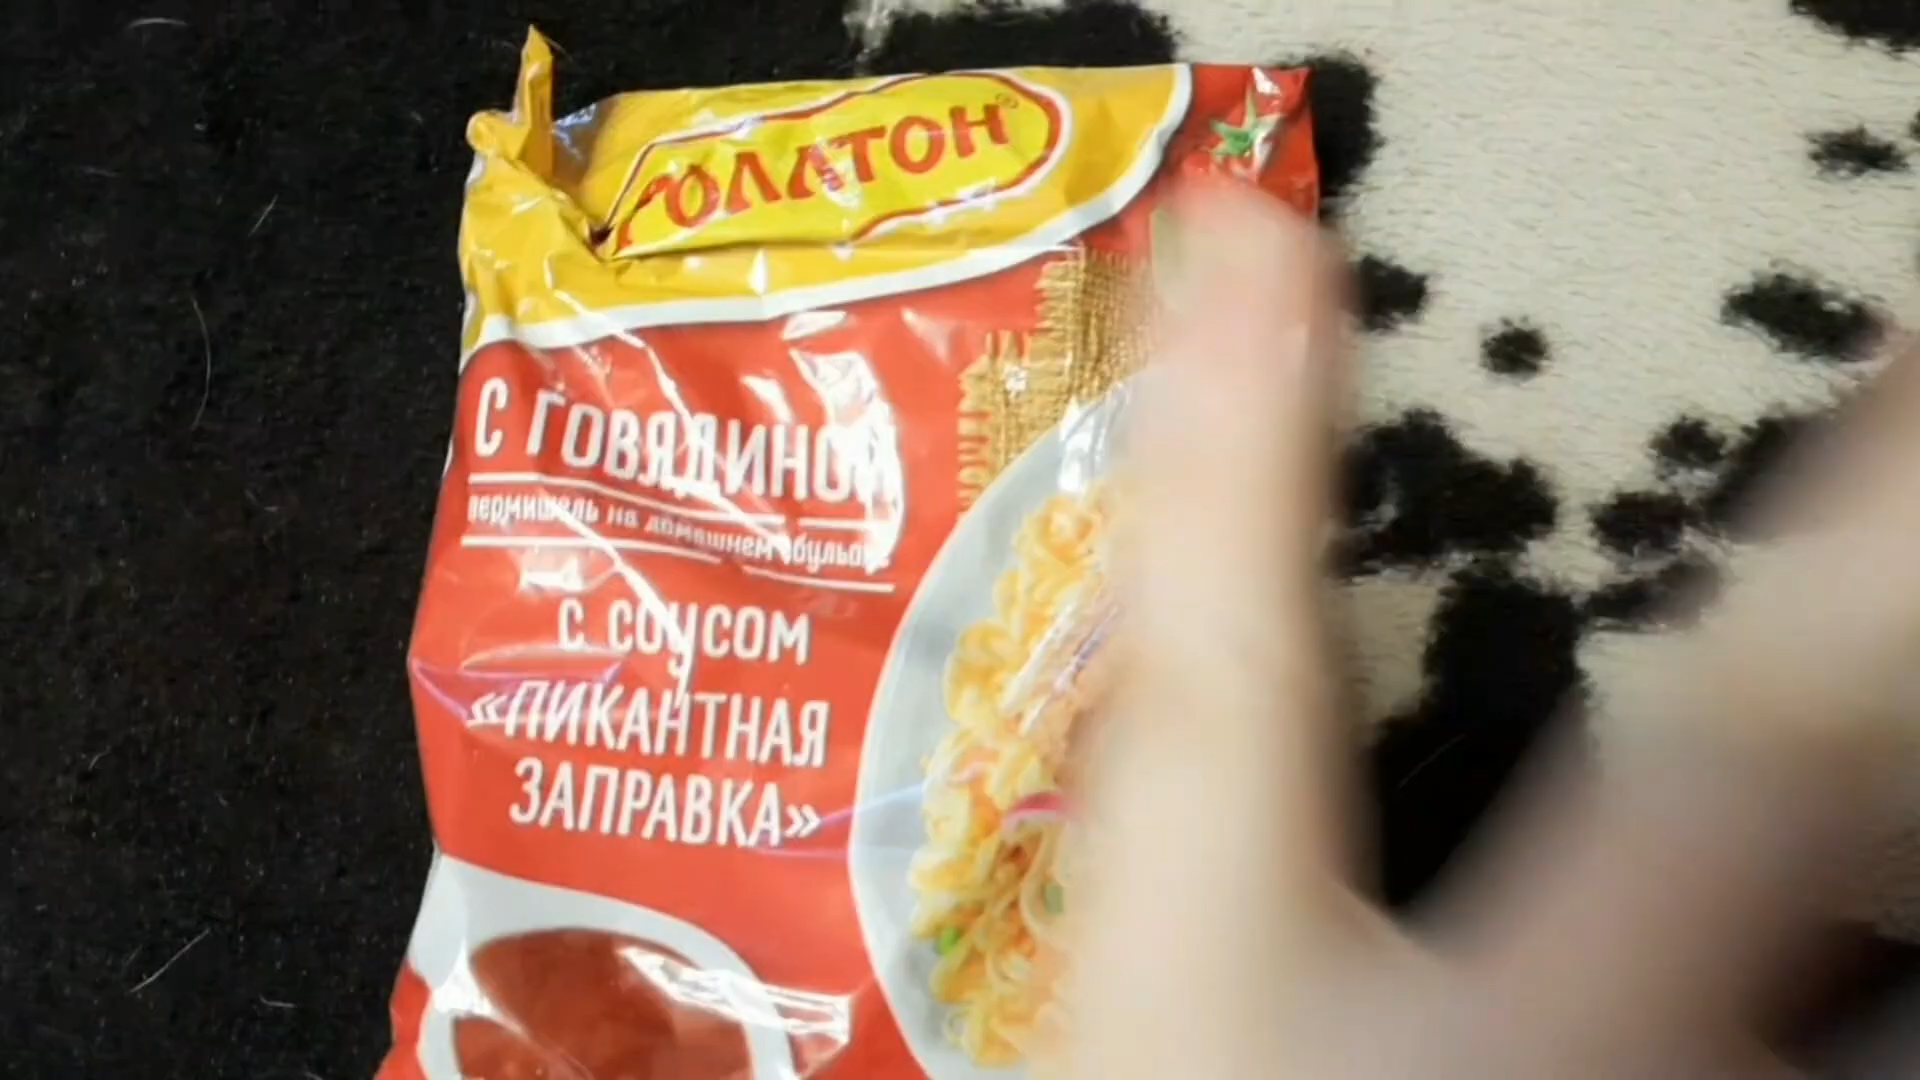 РОЛЛТОН®
С ГОВЯДИНОЙ
вермишель на домашнем бульоне
С СОУСОМ
«ПИКАНТНАЯ
ЗАПРАВКА»